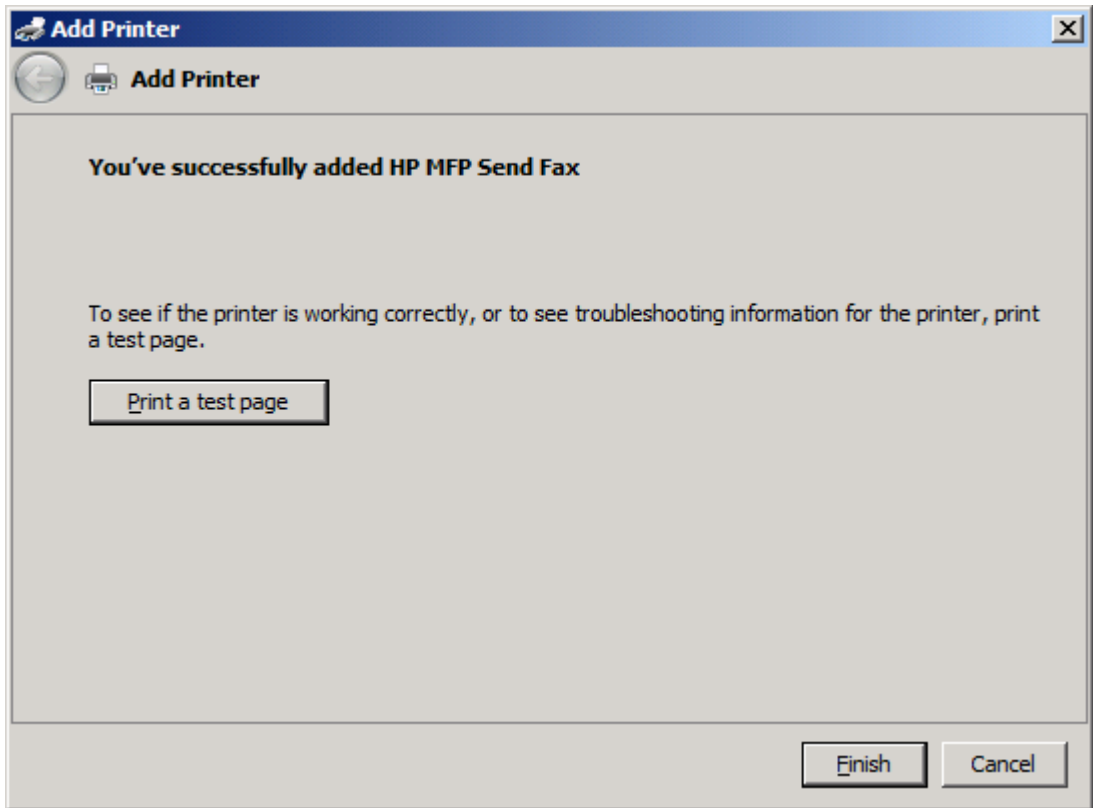 Add Printer
Add Printer
You've successfully added HP MFP Send Fax
To see if the printer is working correctly, or to see troubleshooting information for the printer, print
a test page.
Print a test page
Finish
Cancel